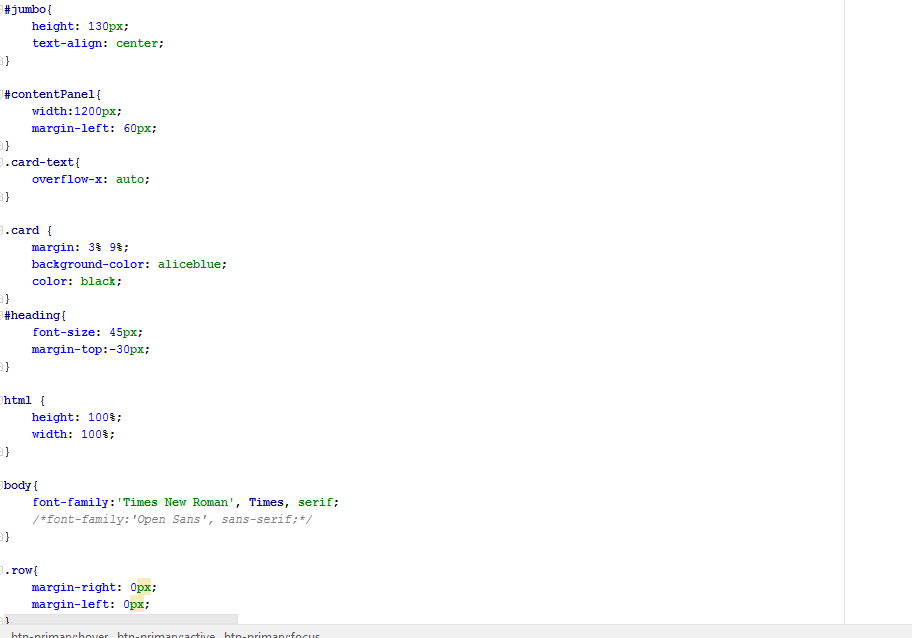 #jumbo{
    height: 130px;
    text-align: center;
}

#contentPanel{
    width:1200px;
    margin-left: 60px;
}
.card-text{
    overflow-x: auto;
}

.card {
    margin: 3% 9%;
    background-color: aliceblue;
    color: black;
}
#heading{
    font-size: 45px;
    margin-top:-30px;
}

html {
    height: 100%;
    width: 100%;
}

body{
    font-family:'Times New Roman', Times, serif;
    /*font-family:'Open Sans', sans-serif;*/
}

.row{
    margin-right: 0px;
    margin-left: 0px;
}
btn-primary:hover, btn-primary:active, btn-primary:focus